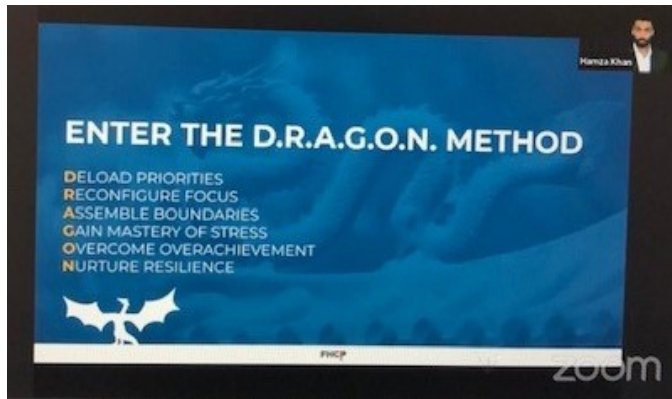 Hamza Khan
ENTER THE D.R.A.G.O.N. METHOD
DELOAD PRIORITIES
RECONFIGURE FOCUS
ASSEMBLE BOUNDARIES
GAIN MASTERY OF STRESS
OVERCOME OVERACHIEVEMENT
NURTURE RESILIENCE
zoom